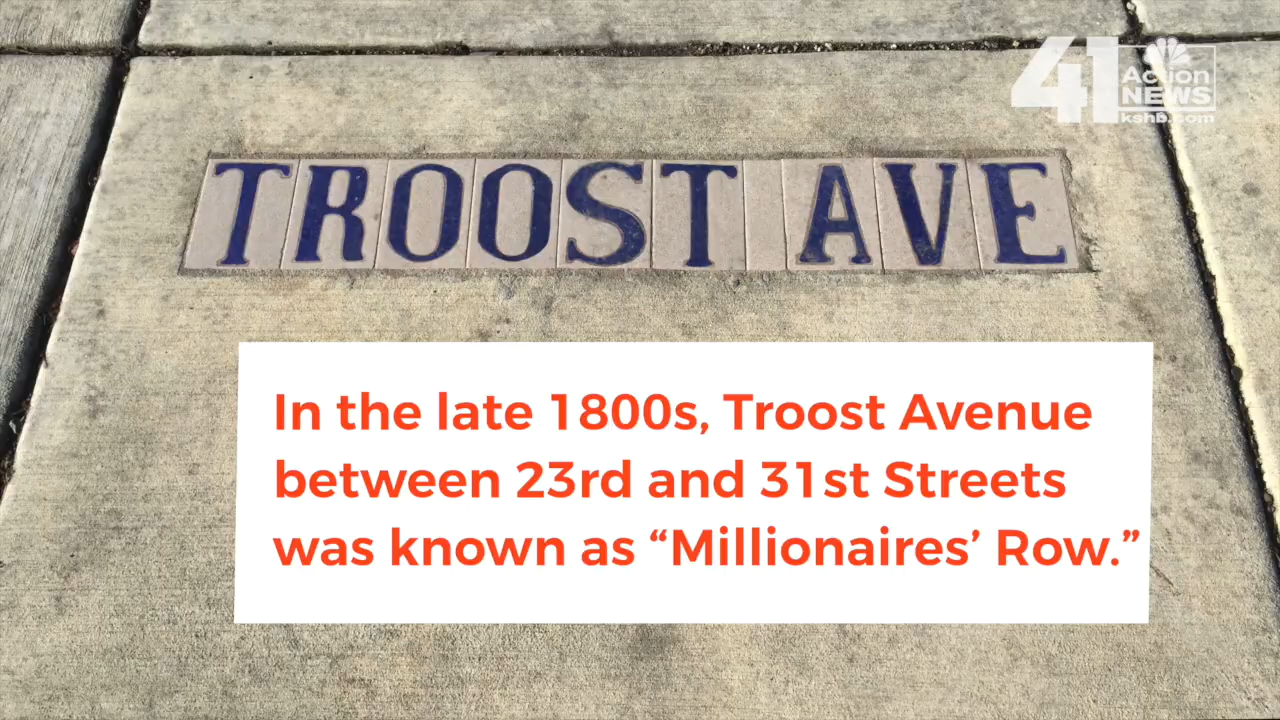 41 Action
NEWS
kshb.com
TROOST AVE
In the late 1800s, Troost Avenue
between 23rd and 31st Streets
was known as “Millionaires’ Row.”